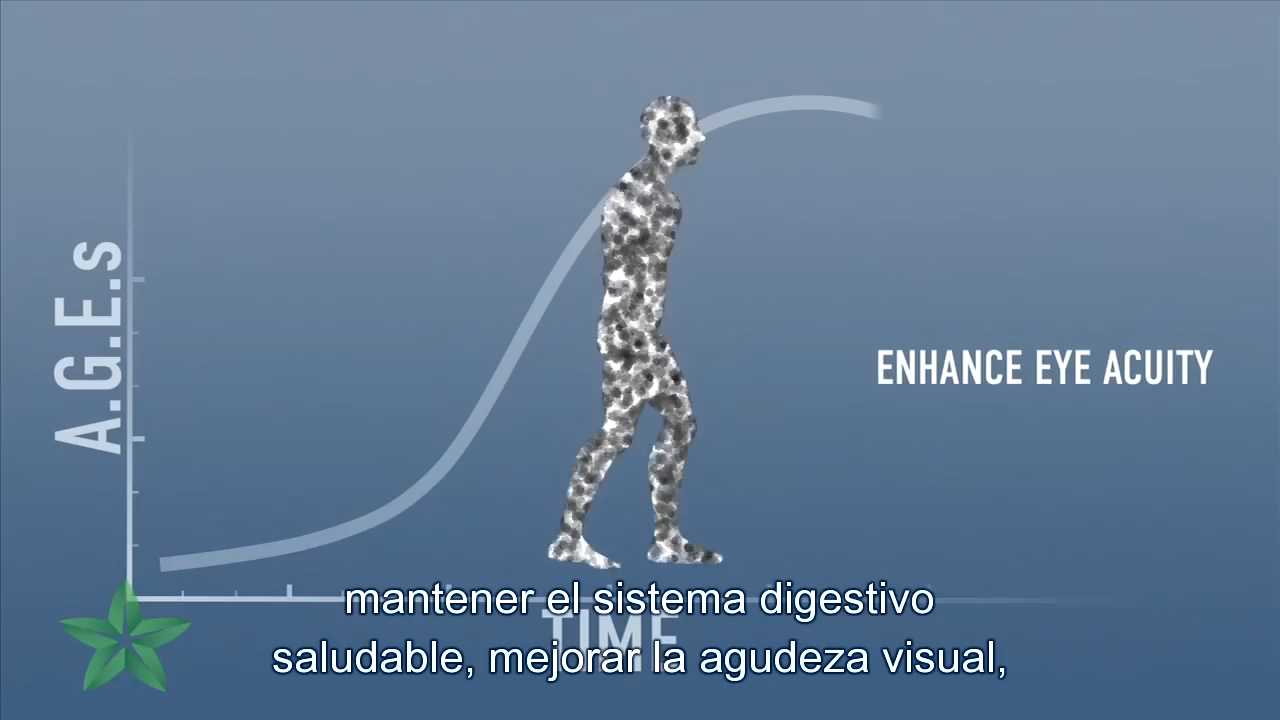 A.G.E.s
ENHANCE EYE ACUITY
TIME
mantener el sistema digestivo
saludable, mejorar la agudeza visual,